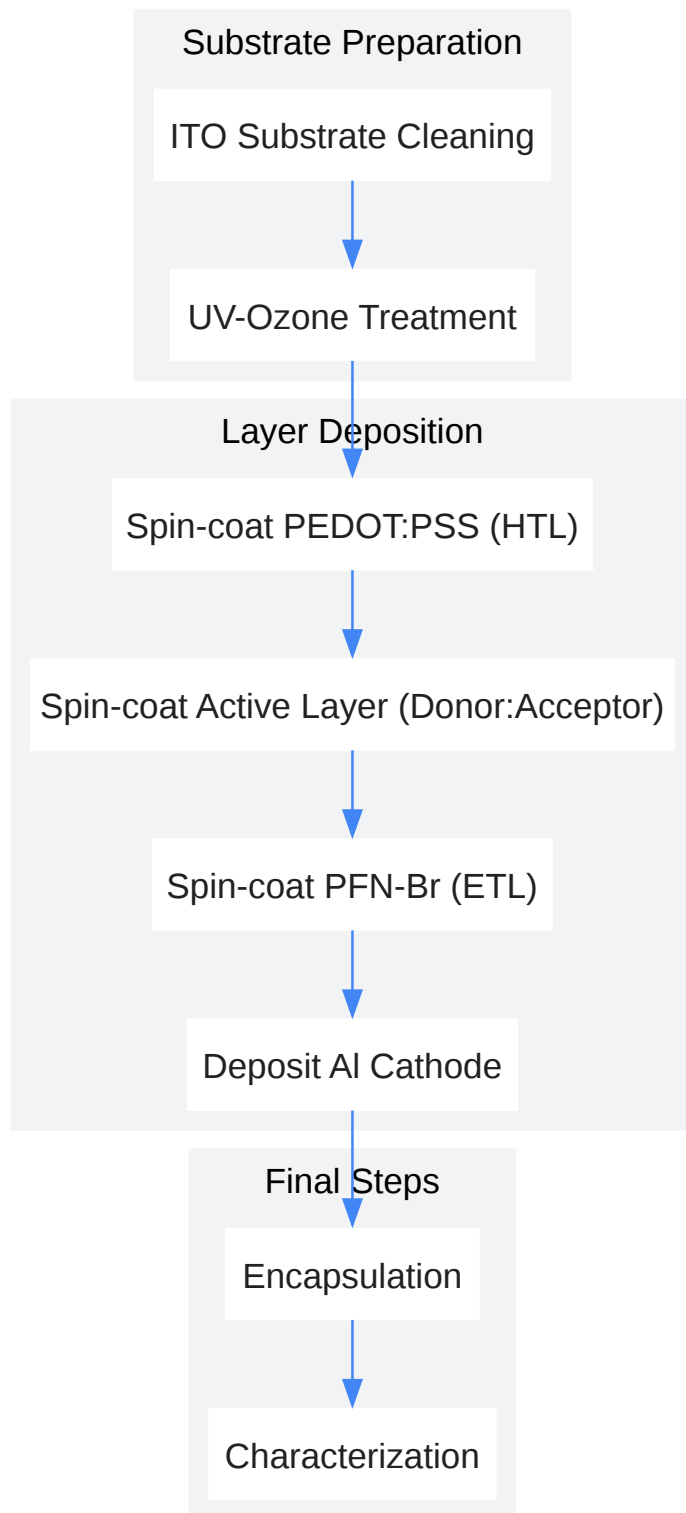 Substrate Preparation
ITO Substrate Cleaning
UV-Ozone Treatment
Layer Deposition
Spin-coat PEDOT:PSS (HTL)
Spin-coat Active Layer (Donor:Acceptor)
Spin-coat PFN-Br (ETL)
Deposit Al Cathode
Final Steps
Encapsulation
Characterization